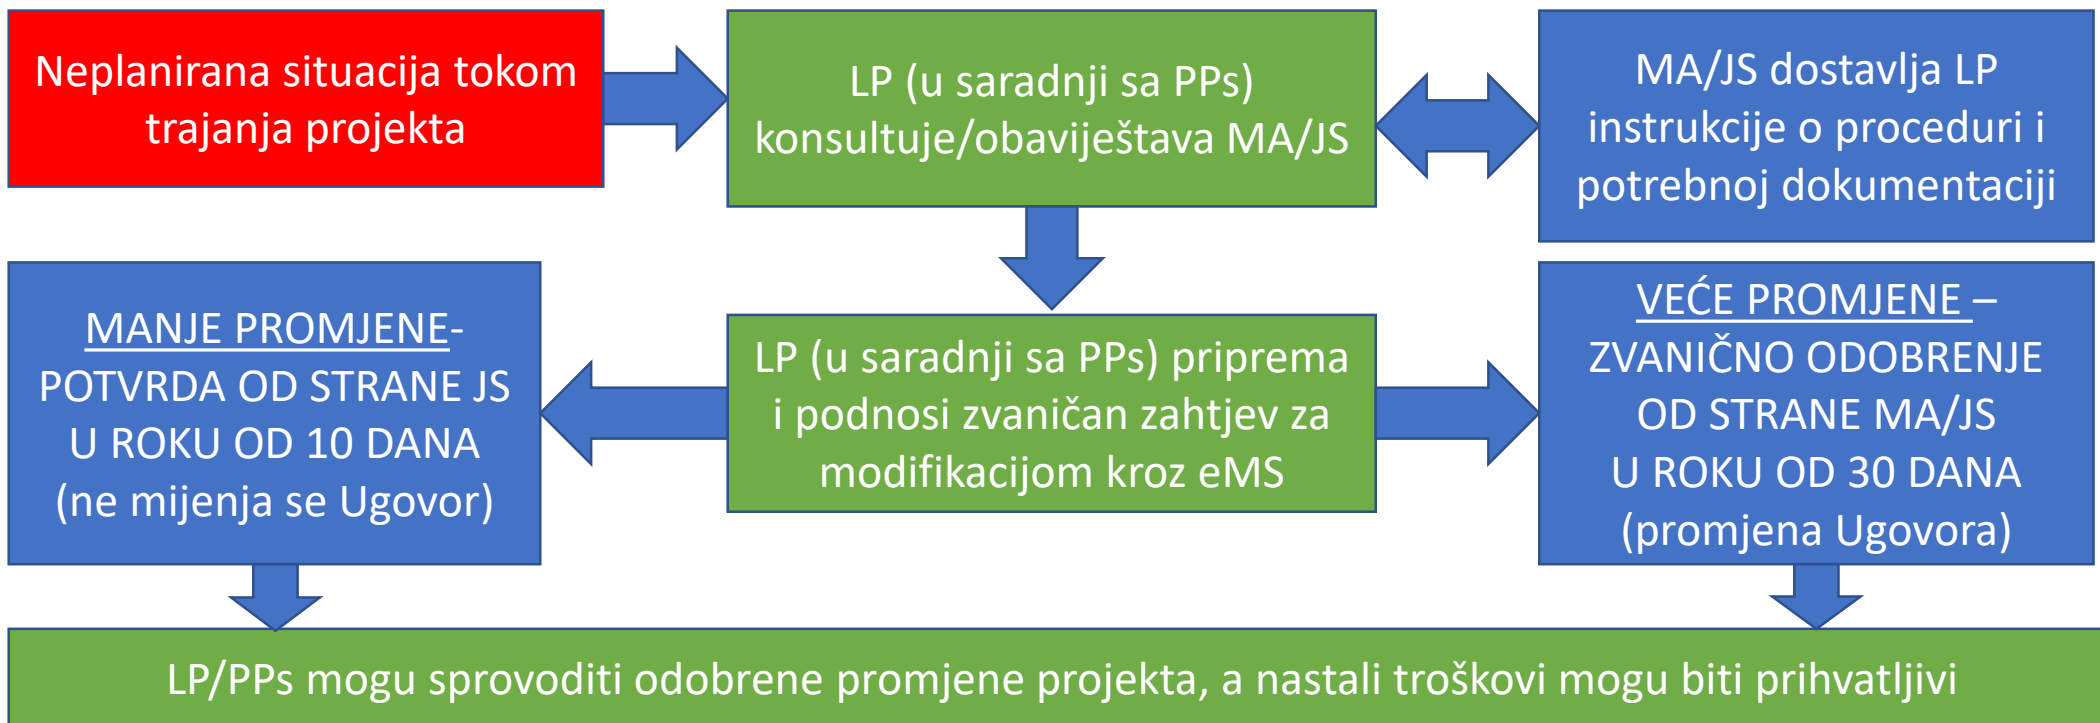 Neplanirana situacija tokom
trajanja projekta
LP (u saradnji sa PPs)
konsultuje/obaviještava MA/JS
MA/JS dostavlja LP
instrukcije o proceduri i
potrebnoj dokumentaciji
MANJE PROMJENE-
POTVRDA OD STRANE JS
U ROKU OD 10 DANA
(ne mijenja se Ugovor)
LP (u saradnji sa PPs) priprema
i podnosi zvaničan zahtjev za
modifikacijom kroz eMS
VEĆE PROMJENE –
ZVANIČNO ODOBRENJE
OD STRANE MA/JS
U ROKU OD 30 DANA
(promjena Ugovora)
LP/PPs mogu sprovoditi odobrene promjene projekta, a nastali troškovi mogu biti prihvatljivi